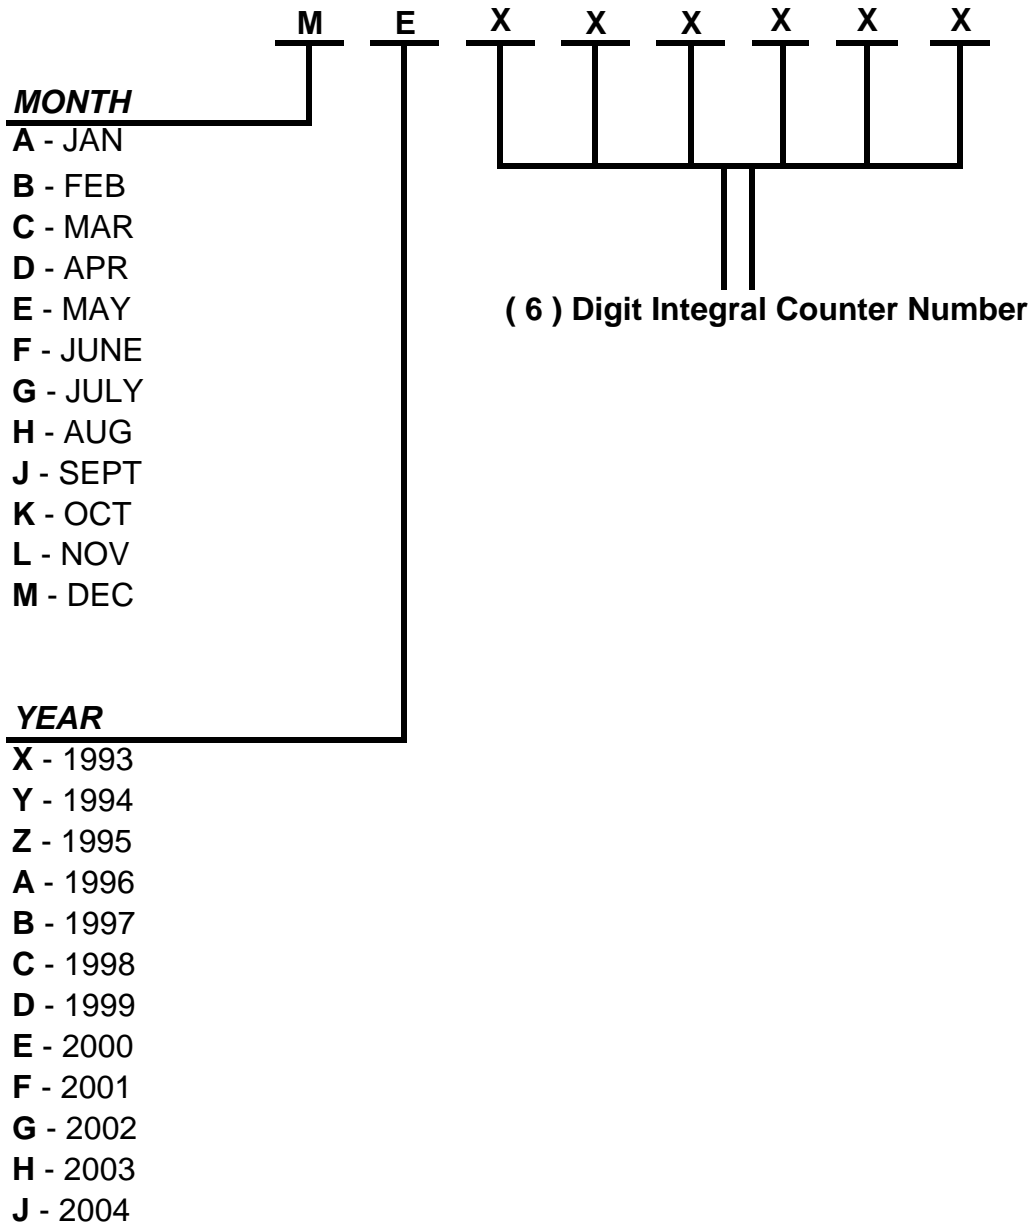 M E X X X X X X
MONTH
A - JAN
B - FEB
C - MAR
D - APR
E - MAY
F - JUNE
G - JULY
H - AUG
J - SEPT
K - OCT
L - NOV
M - DEC
( 6 ) Digit Integral Counter Number
YEAR
X - 1993
Y - 1994
Z - 1995
A - 1996
B - 1997
C - 1998
D - 1999
E - 2000
F - 2001
G - 2002
H - 2003
J - 2004